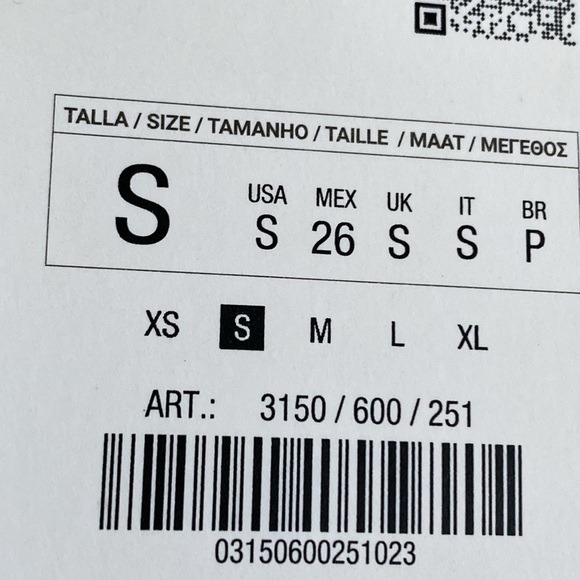 TALLA / SIZE / TAMANHO / TAILLE / MAAT / ΜΕΓΕΘΟΣ
S
USA MEX UK IT BR
S 26 S S P
XS S M L XL
ART.: 3150 / 600 / 251
03150600251023